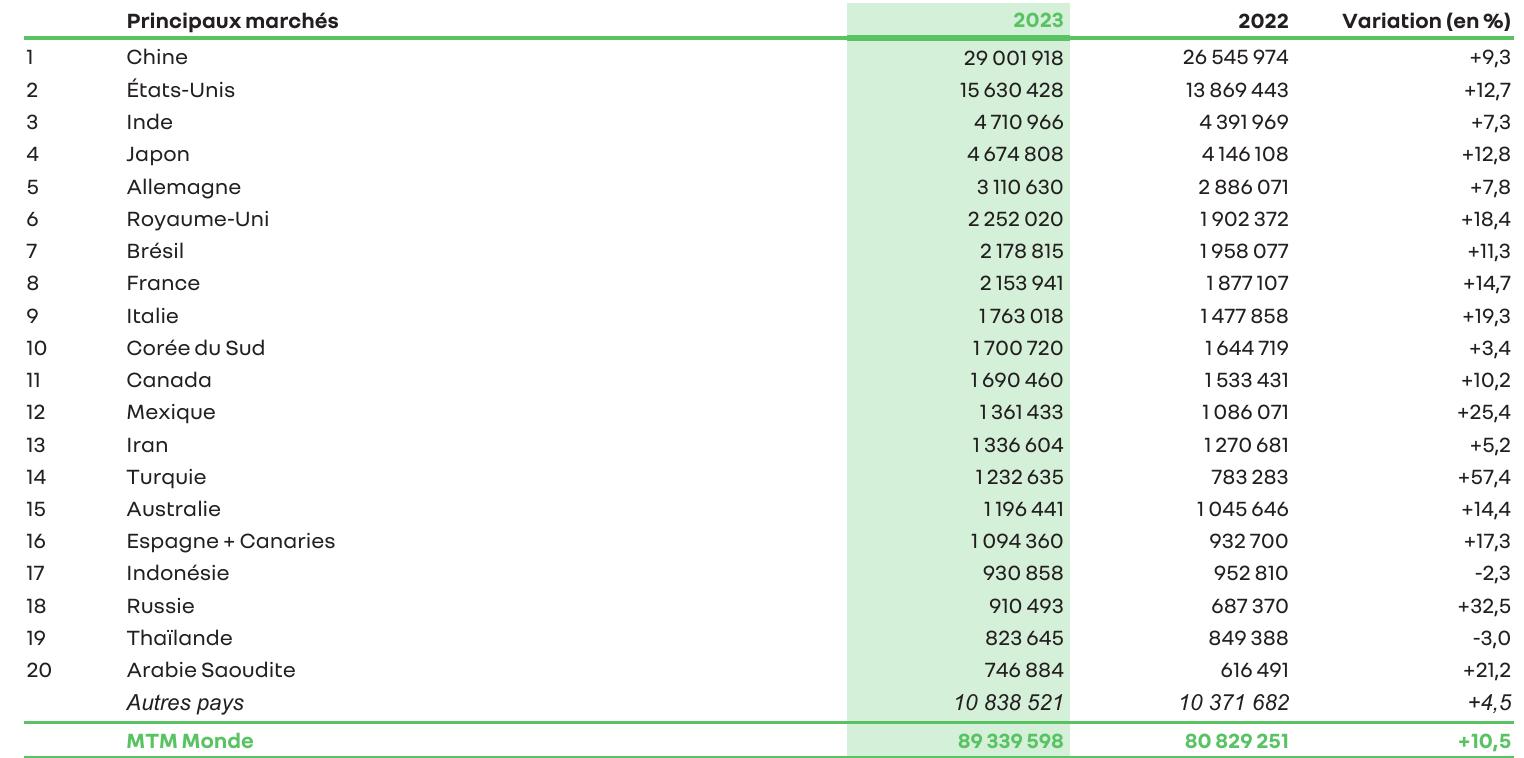 Principaux marchés 2023 2022 Variation (en %)
1 Chine 29 001 918 26 545 974 +9,3
2 États-Unis 15 630 428 13 869 443 +12,7
3 Inde 4 710 966 4 391 969 +7,3
4 Japon 4 674 808 4 146 108 +12,8
5 Allemagne 3 110 630 2 886 071 +7,8
6 Royaume-Uni 2 252 020 1 902 372 +18,4
7 Brésil 2 178 815 1 958 077 +11,3
8 France 2 153 941 1 877 107 +14,7
9 Italie 1 763 018 1 477 858 +19,3
10 Corée du Sud 1 700 720 1 644 719 +3,4
11 Canada 1 690 460 1 533 431 +10,2
12 Mexique 1 361 433 1 086 071 +25,4
13 Iran 1 336 604 1 270 681 +5,2
14 Turquie 1 232 635 783 283 +57,4
15 Australie 1 196 441 1 045 646 +14,4
16 Espagne + Canaries 1 094 360 932 700 +17,3
17 Indonésie 930 858 952 810 -2,3
18 Russie 910 493 687 370 +32,5
19 Thaïlande 823 645 849 388 -3,0
20 Arabie Saoudite 746 884 616 491 +21,2
Autres pays 10 838 521 10 371 682 +4,5
MTM Monde 89 339 598 80 829 251 +10,5